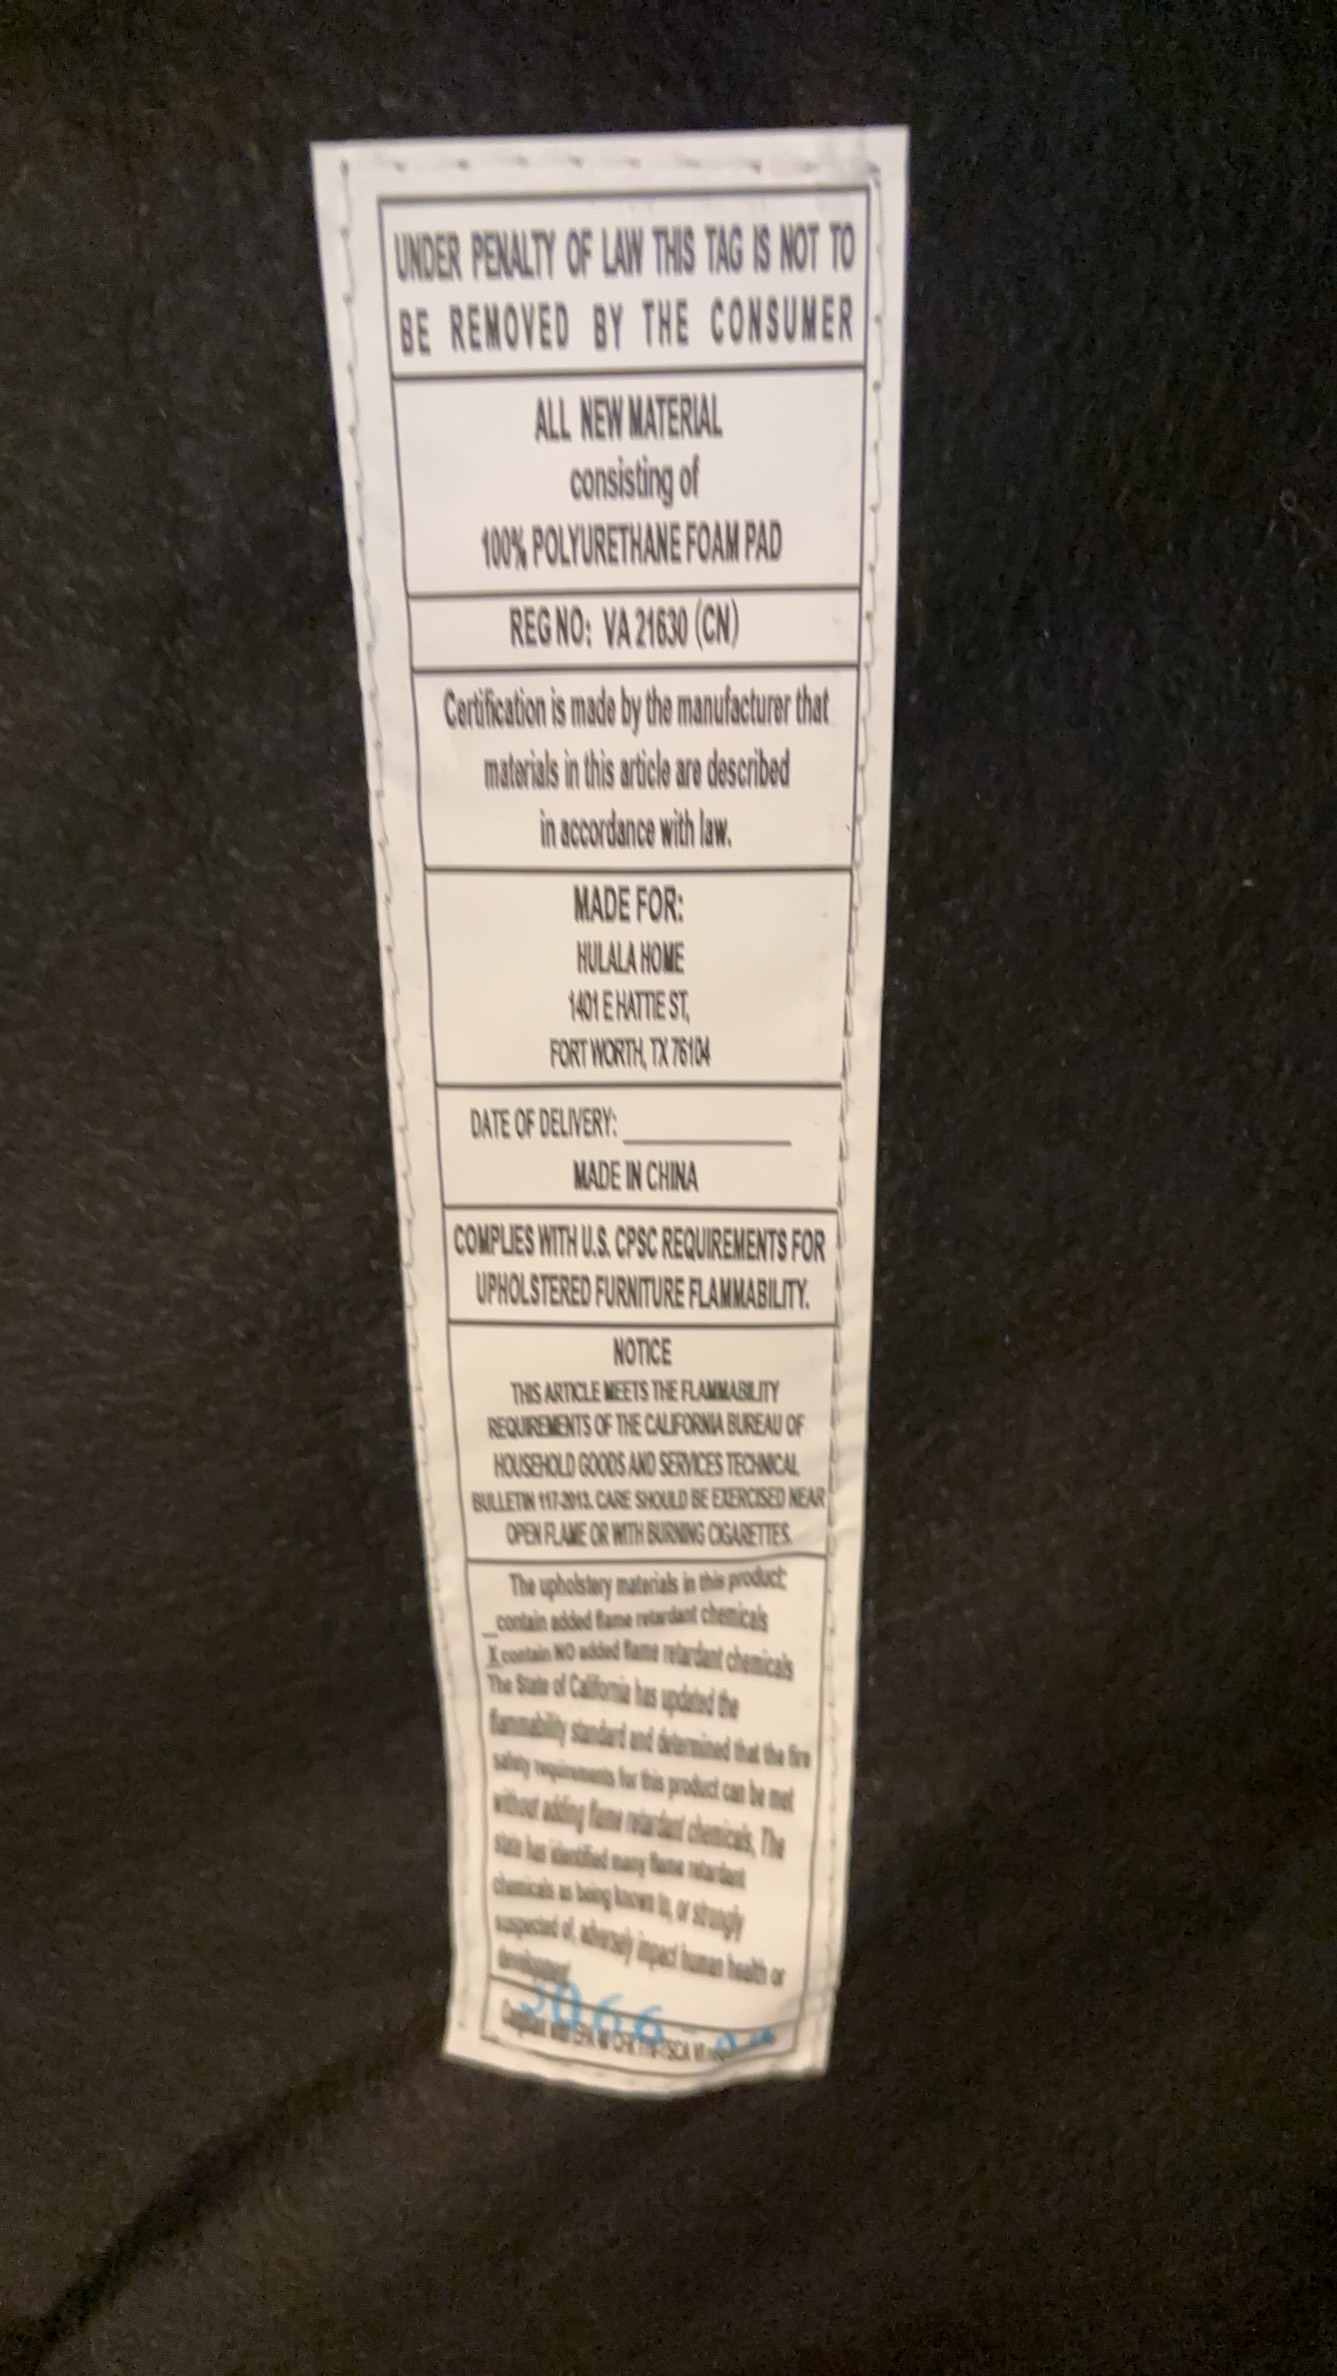 UNDER PENALTY OF LAW THIS TAG IS NOT TO
BE REMOVED BY THE CONSUMER
ALL NEW MATERIAL
consisting of
100% POLYURETHANE FOAM PAD
REG NO: VA 21630 (CN)
Certification is made by the manufacturer that
materials in this article are described
in accordance with law.
MADE FOR:
HULALA HOME
1401 E HATTIE ST,
FORT WORTH, TX 76104
DATE OF DELIVERY: ____________
MADE IN CHINA
COMPLIES WITH U.S. CPSC REQUIREMENTS FOR
UPHOLSTERED FURNITURE FLAMMABILITY.
NOTICE
THIS ARTICLE MEETS THE FLAMMABILITY
REQUIREMENTS OF THE CALIFORNIA BUREAU OF
HOUSEHOLD GOODS AND SERVICES TECHNICAL
BULLETIN 117-2013. CARE SHOULD BE EXERCISED NEAR
OPEN FLAME OR WITH BURNING CIGARETTES.
The upholstery materials in this product:
_contain added flame retardant chemicals
X contain NO added flame retardant chemicals
The State of California has updated the
flammability standard and determined that the fire
safety requirements for this product can be met
without adding flame retardant chemicals, The
state has identified many flame retardant
chemicals as being known to, or strongly
suspected of, adversely impact human health or
development